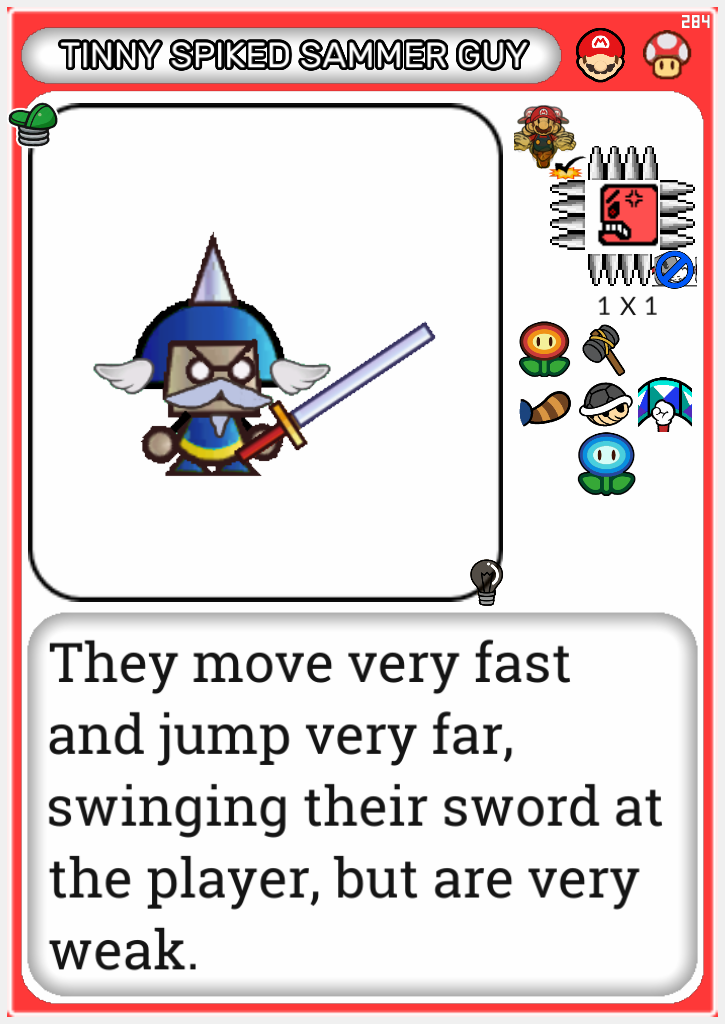 284
TINNY SPIKED SAMMER GUY
1 X 1
They move very fast
and jump very far,
swinging their sword at
the player, but are very
weak.